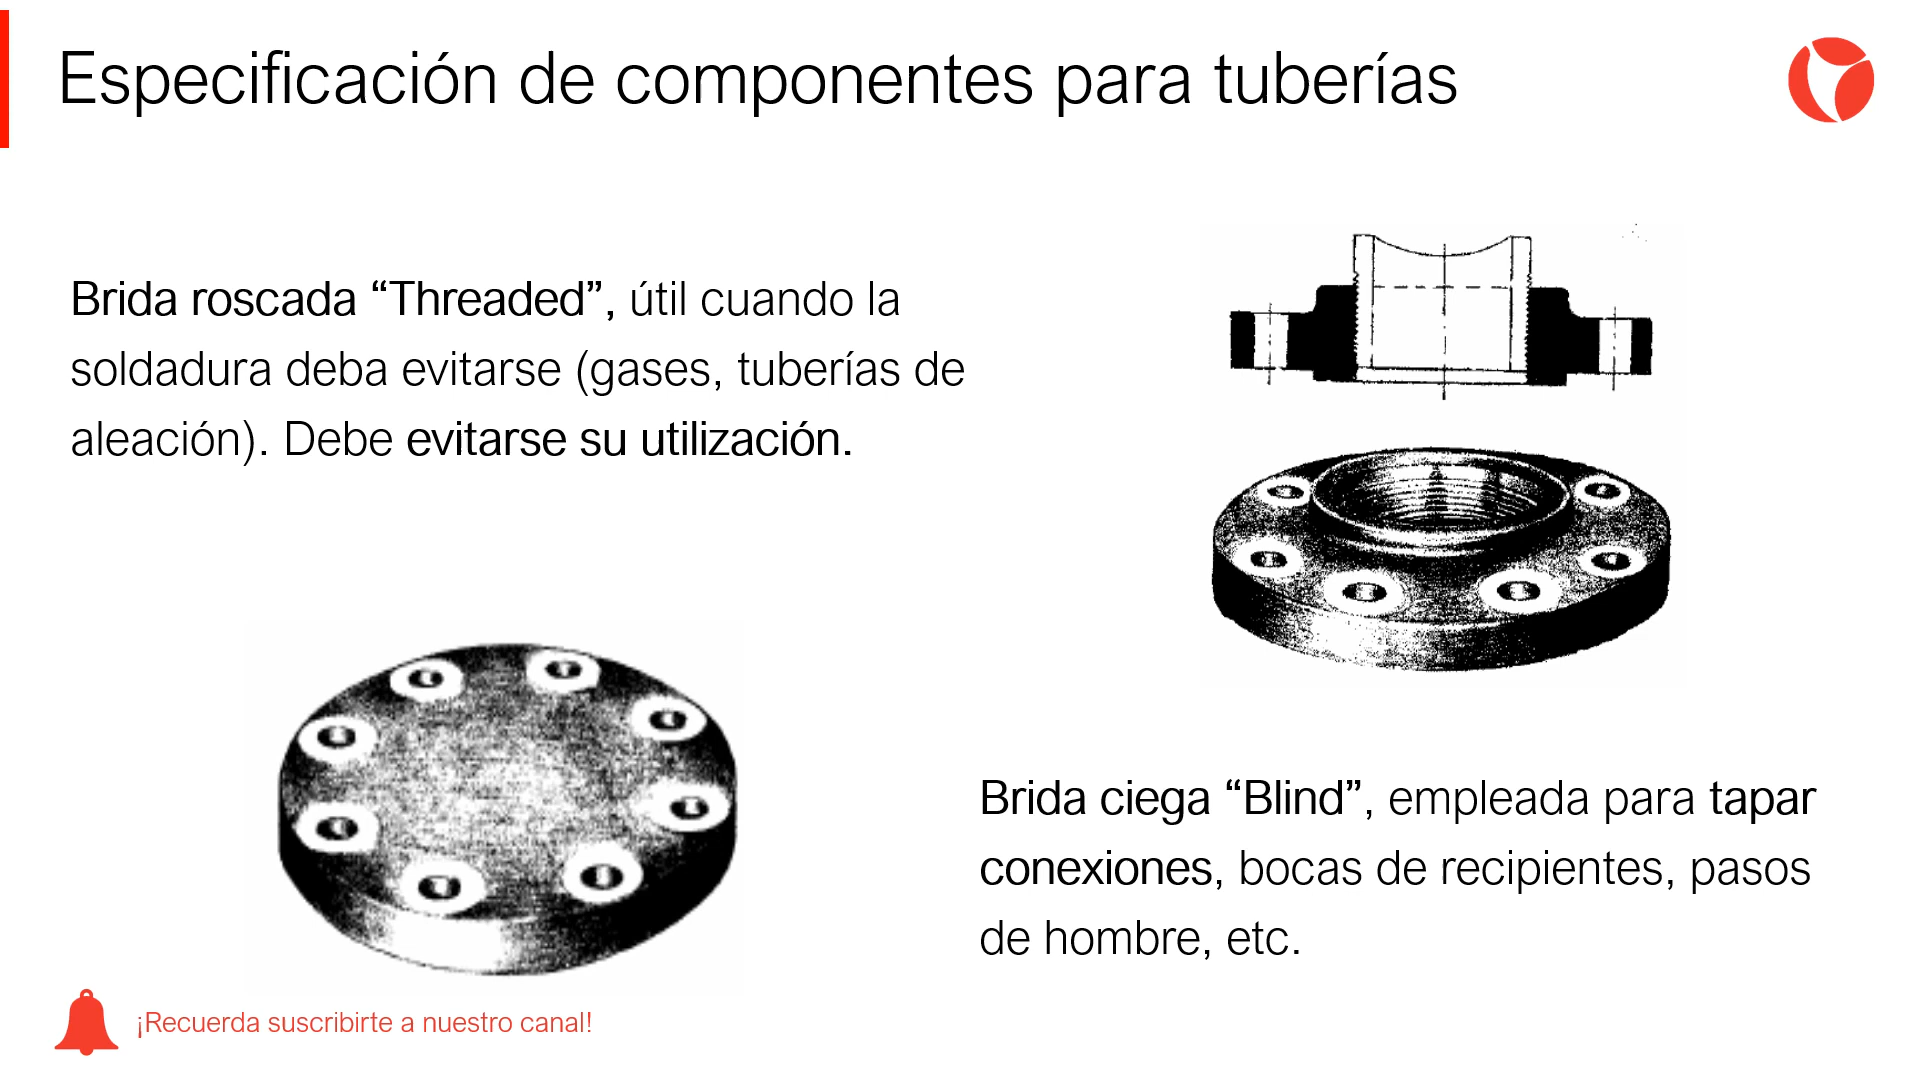 Especificación de componentes para tuberías
Brida roscada “Threaded”, útil cuando la
soldadura deba evitarse (gases, tuberías de
aleación). Debe evitarse su utilización.
Brida ciega “Blind”, empleada para tapar
conexiones, bocas de recipientes, pasos
de hombre, etc.
¡Recuerda suscribirte a nuestro canal!